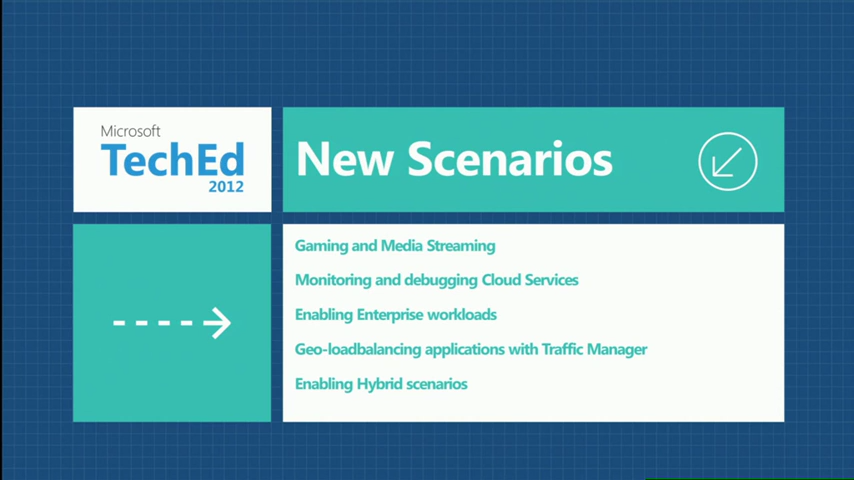 Microsoft
TechEd
2012
New Scenarios
Gaming and Media Streaming
Monitoring and debugging Cloud Services
Enabling Enterprise workloads
Geo-loadbalancing applications with Traffic Manager
Enabling Hybrid scenarios